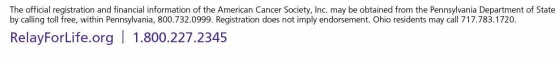 The official registration and financial information of the American Cancer Society, Inc. may be obtained from the Pennsylvania Department of State
by calling toll free, within Pennsylvania, 800.732.0999. Registration does not imply endorsement. Ohio residents may call 717.783.1720.
RelayForLife.org | 1.800.227.2345